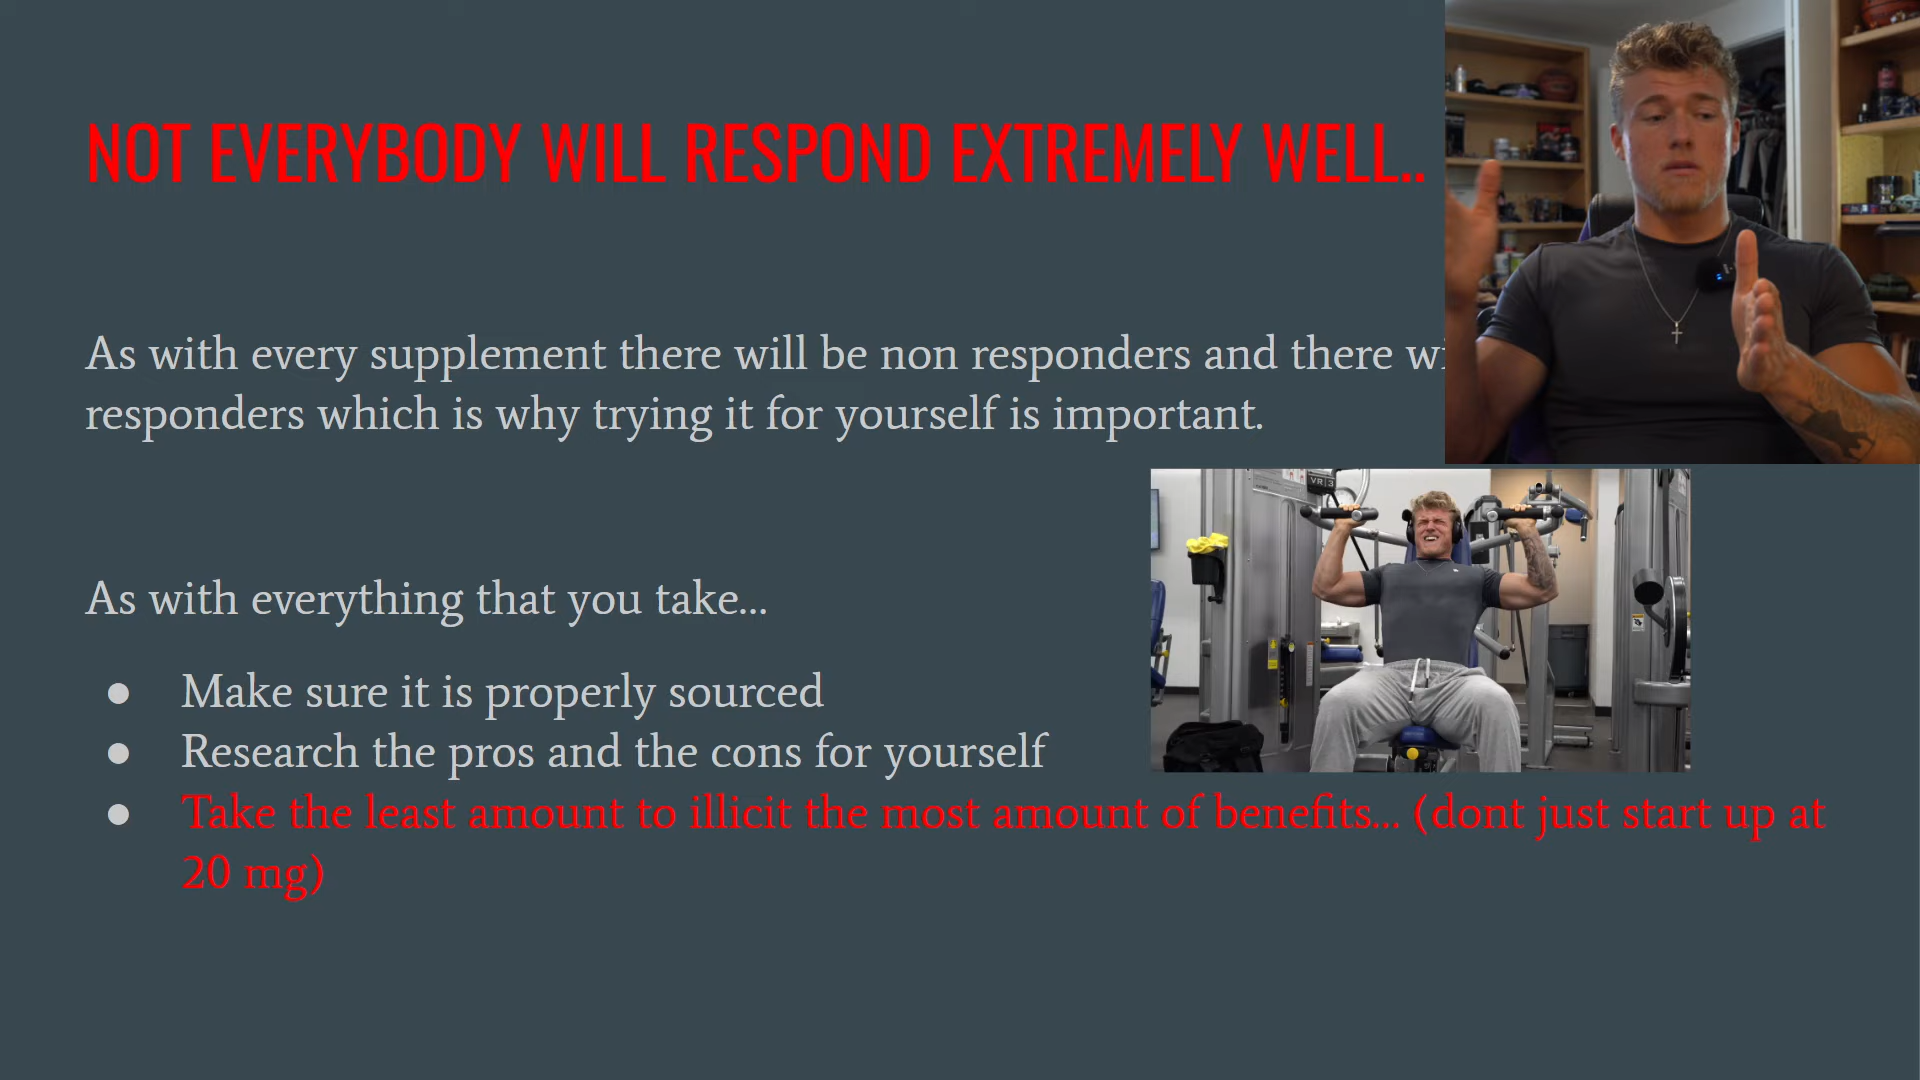 NOT EVERYBODY WILL RESPOND EXTREMELY WELL..
As with every supplement there will be non responders and there
responders which is why trying it for yourself is important.
As with everything that you take...
● Make sure it is properly sourced
● Research the pros and the cons for yourself
● Take the least amount to illicit the most amount of benefits... (dont just start up at
20 mg)
VR|3